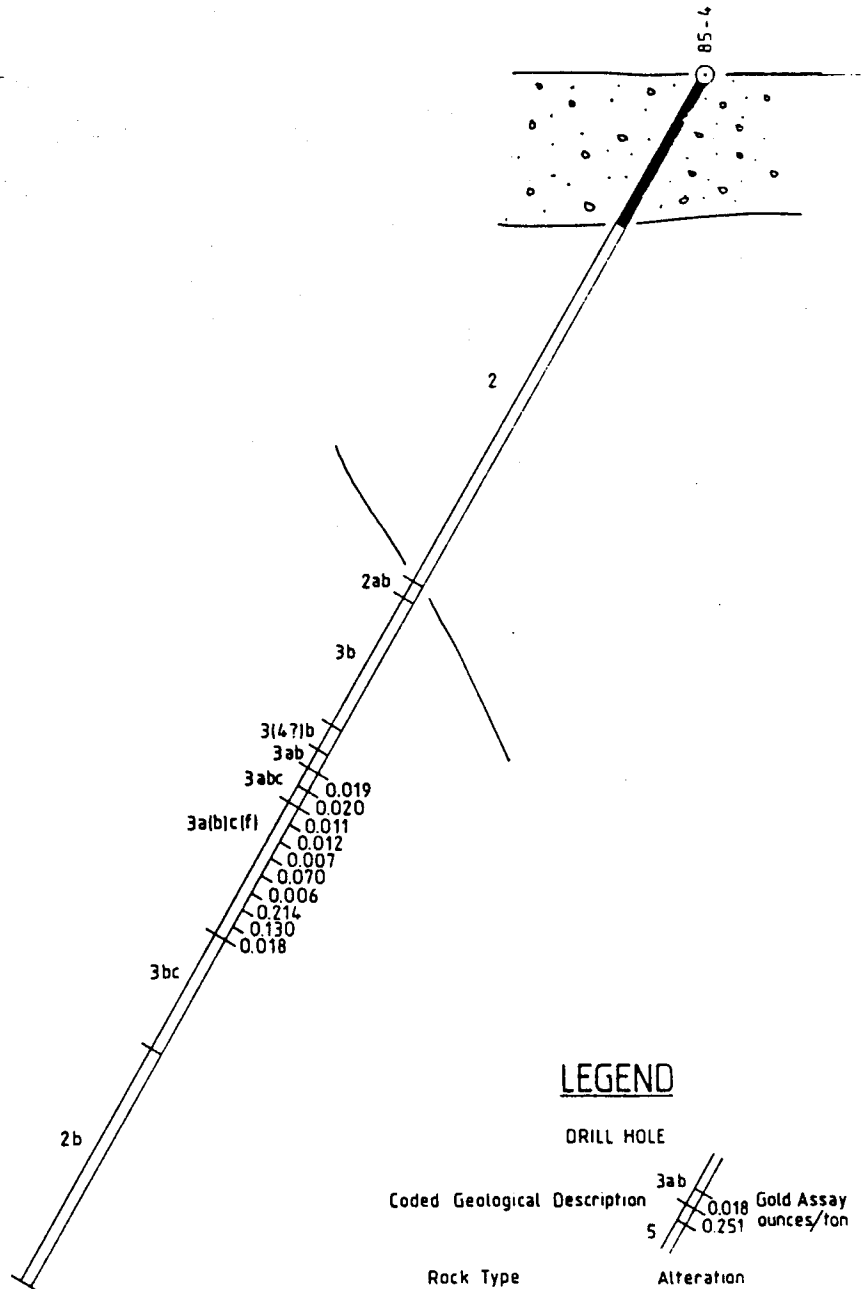 85-4
2
2ab
3b
3(4?)b
3ab
3abc
0.019
0.020
3a(b)c(f)
0.011
0.012
0.007
0.070
0.006
0.214
0.130
0.018
3bc
2b
LEGEND
DRILL HOLE
3ab
Coded Geological Description
0.018 Gold Assay
5 0.251 ounces/ton
Rock Type Alteration